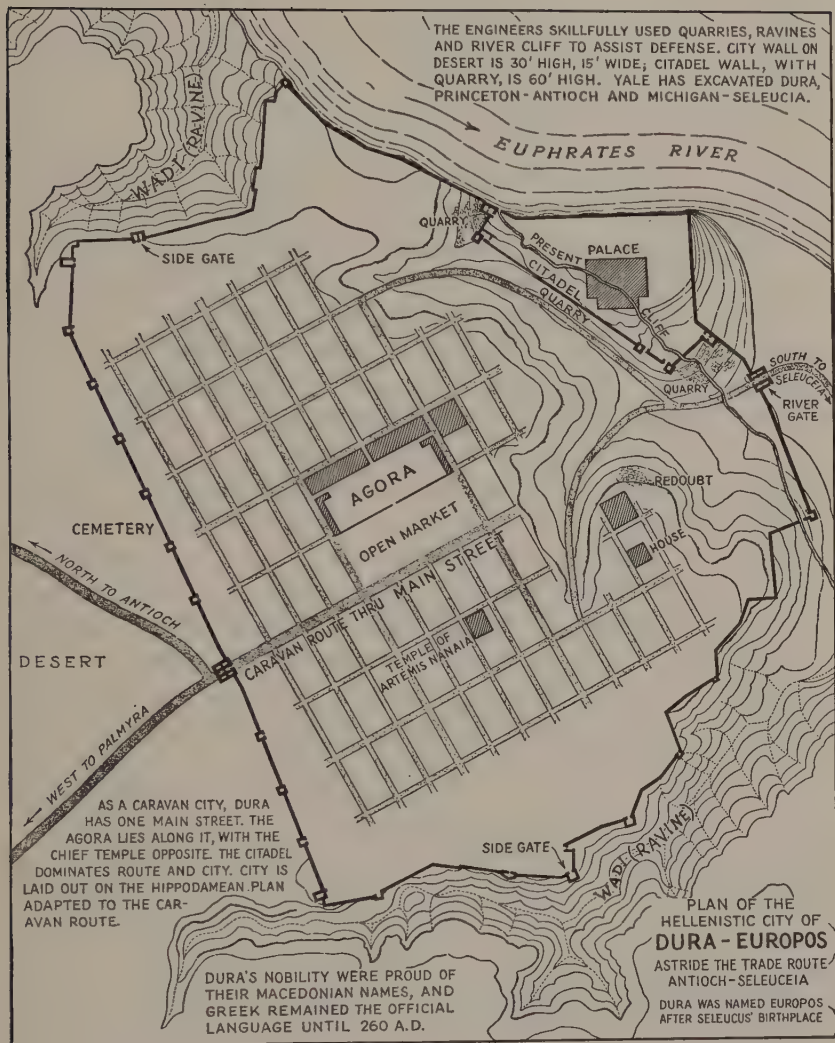 THE ENGINEERS SKILLFULLY USED QUARRIES, RAVINES
AND RIVER CLIFF TO ASSIST DEFENSE. CITY WALL ON
DESERT IS 30' HIGH, 15' WIDE; CITADEL WALL, WITH
QUARRY, IS 60' HIGH. YALE HAS EXCAVATED DURA,
PRINCETON-ANTIOCH AND MICHIGAN-SELEUCIA.
EUPHRATES RIVER
WADI (RAVINE)
SIDE GATE
QUARRY
PRESENT
CLIFF
PALACE
CITADEL
QUARRY
QUARRY
SOUTH TO
SELEUCEIA
RIVER
GATE
AGORA
OPEN MARKET
REDOUBT
HOUSE
CEMETERY
NORTH TO ANTIOCH
CARAVAN ROUTE THRU MAIN STREET
TEMPLE OF
ARTEMIS NANAIA
DESERT
WEST TO PALMYRA
AS A CARAVAN CITY, DURA
HAS ONE MAIN STREET. THE
AGORA LIES ALONG IT, WITH THE
CHIEF TEMPLE OPPOSITE. THE CITADEL
DOMINATES ROUTE AND CITY. CITY IS
LAID OUT ON THE HIPPODAMEAN PLAN
ADAPTED TO THE CAR-
AVAN ROUTE.
SIDE GATE
WADI (RAVINE)
DURA'S NOBILITY WERE PROUD OF
THEIR MACEDONIAN NAMES, AND
GREEK REMAINED THE OFFICIAL
LANGUAGE UNTIL 260 A.D.
PLAN OF THE
HELLENISTIC CITY OF
DURA-EUROPOS
ASTRIDE THE TRADE ROUTE
ANTIOCH-SELEUCEIA
DURA WAS NAMED EUROPOS
AFTER SELEUCUS' BIRTHPLACE